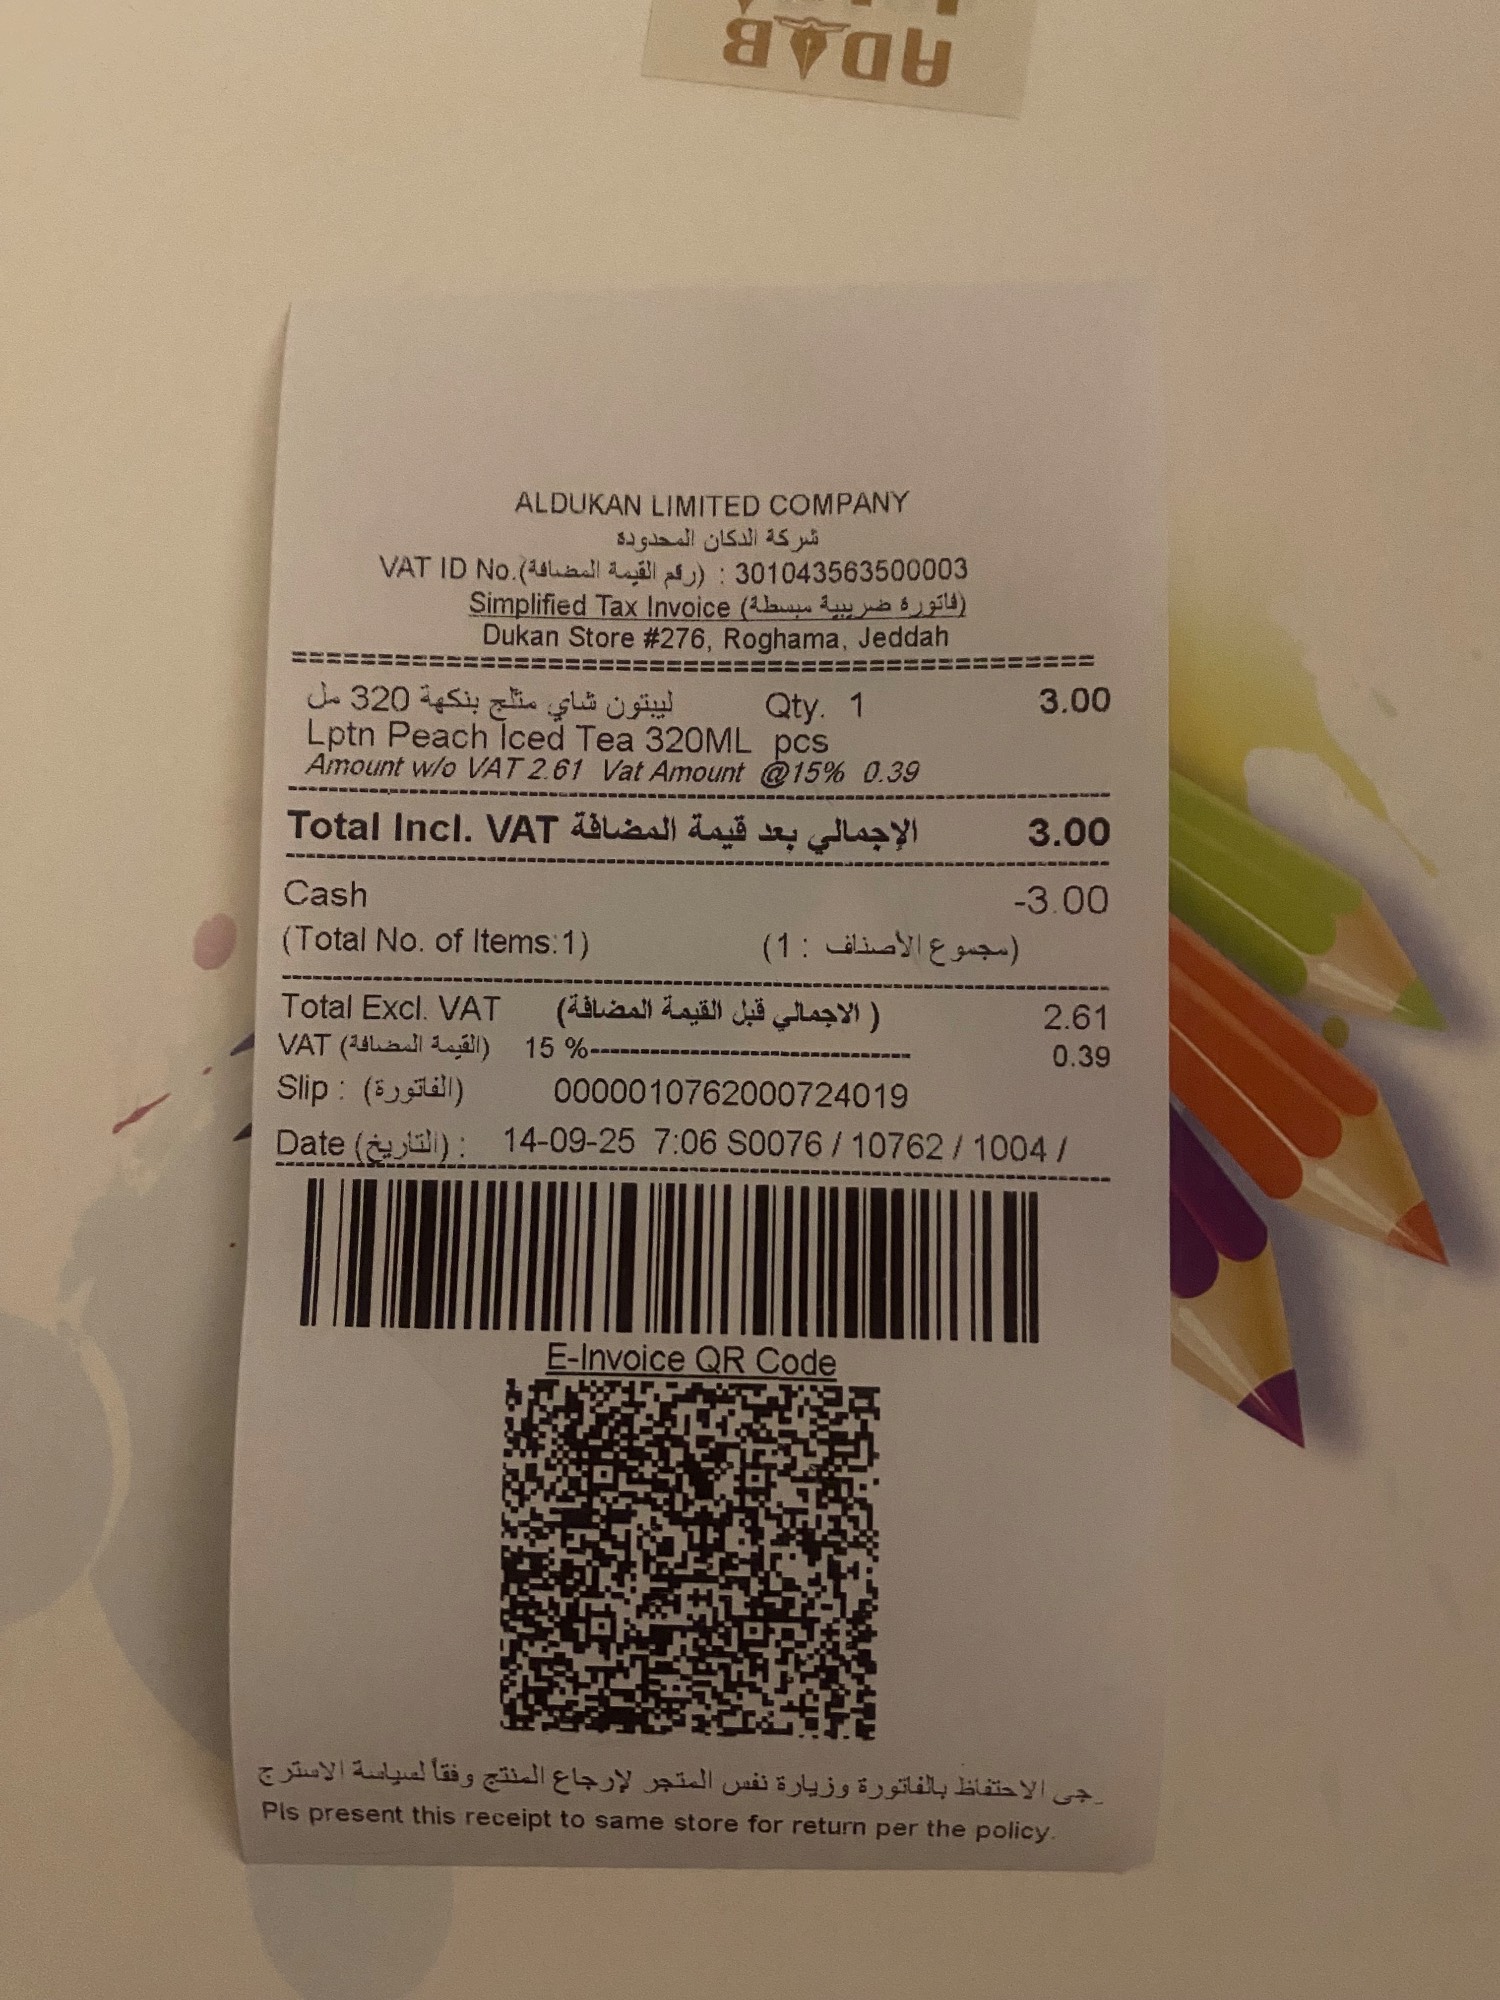 ADAB
ALDUKAN LIMITED COMPANY
شركة الدكان المحدودة
VAT ID No.(رقم القيمة المضافة) : 301043563500003
Simplified Tax Invoice (فاتورة ضريبية مبسطة)
Dukan Store #276, Roghama, Jeddah
===============================================
ليبتون شاي مثلج بنكهة 320 مل Qty. 1 3.00
Lptn Peach Iced Tea 320ML pcs
Amount w/o VAT 2.61 Vat Amount @15% 0.39
Total Incl. VAT الإجمالي بعد قيمة المضافة 3.00
Cash -3.00
(Total No. of Items:1) (مجموع الأصناف : 1)
Total Excl. VAT (الاجمالي قبل القيمة المضافة ) 2.61
VAT (القيمة المضافة) 15 %-------------------------------- 0.39
Slip : (الفاتورة) 0000010762000724019
Date (التاريخ) : 14-09-25 7:06 S0076 / 10762 / 1004 /
E-Invoice QR Code
رجى الاحتفاظ بالفاتورة وزيارة نفس المتجر لإرجاع المنتج وفقاً لسياسة الاسترج
Pls present this receipt to same store for return per the policy.